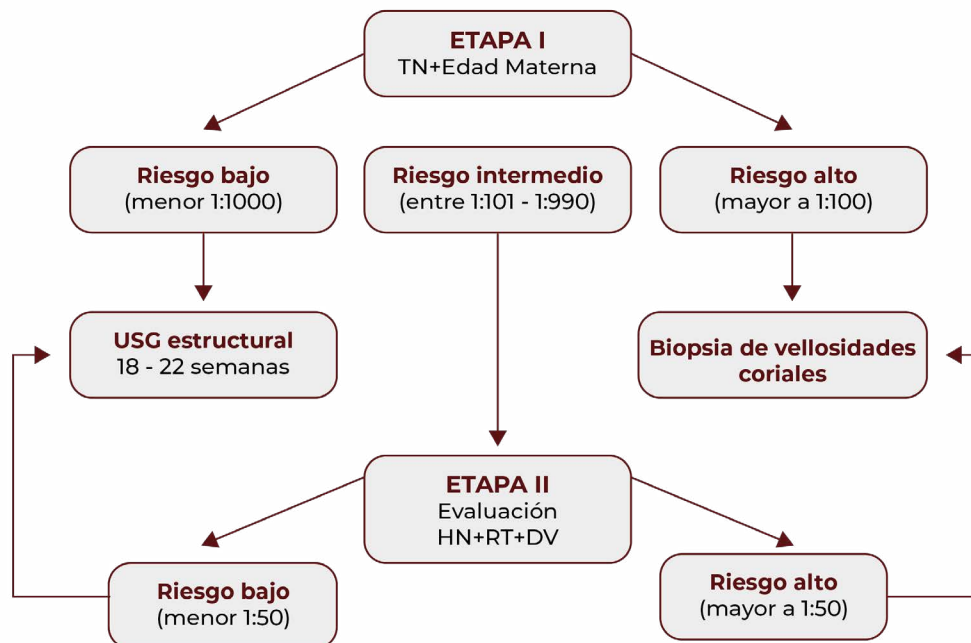 ETAPA I
TN+Edad Materna
Riesgo bajo
(menor 1:1000)
Riesgo intermedio
(entre 1:101 - 1:990)
Riesgo alto
(mayor a 1:100)
USG estructural
18 - 22 semanas
Biopsia de vellosidades
coriales
ETAPA II
Evaluación
HN+RT+DV
Riesgo bajo
(menor 1:50)
Riesgo alto
(mayor a 1:50)